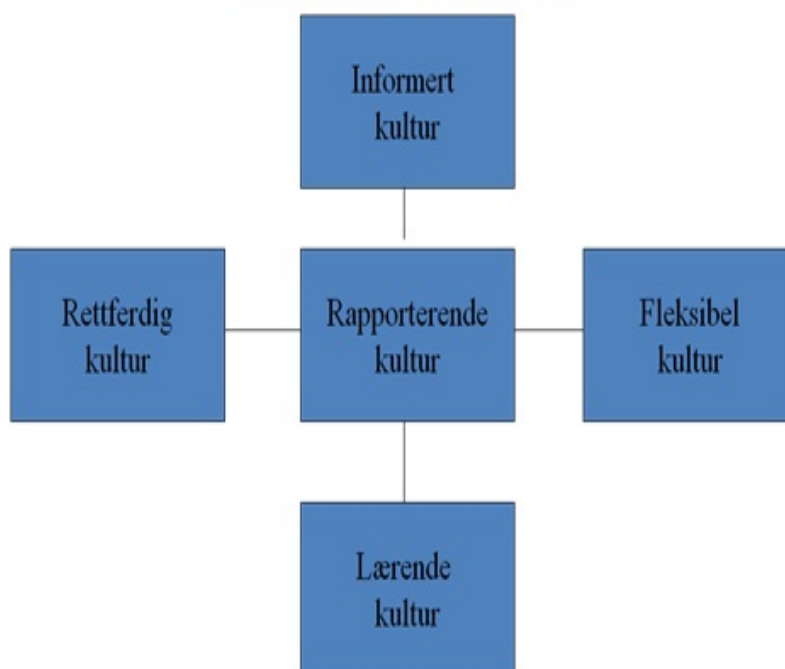 Informert
kultur
Rettferdig
kultur
Rapporterende
kultur
Fleksibel
kultur
Lærende
kultur